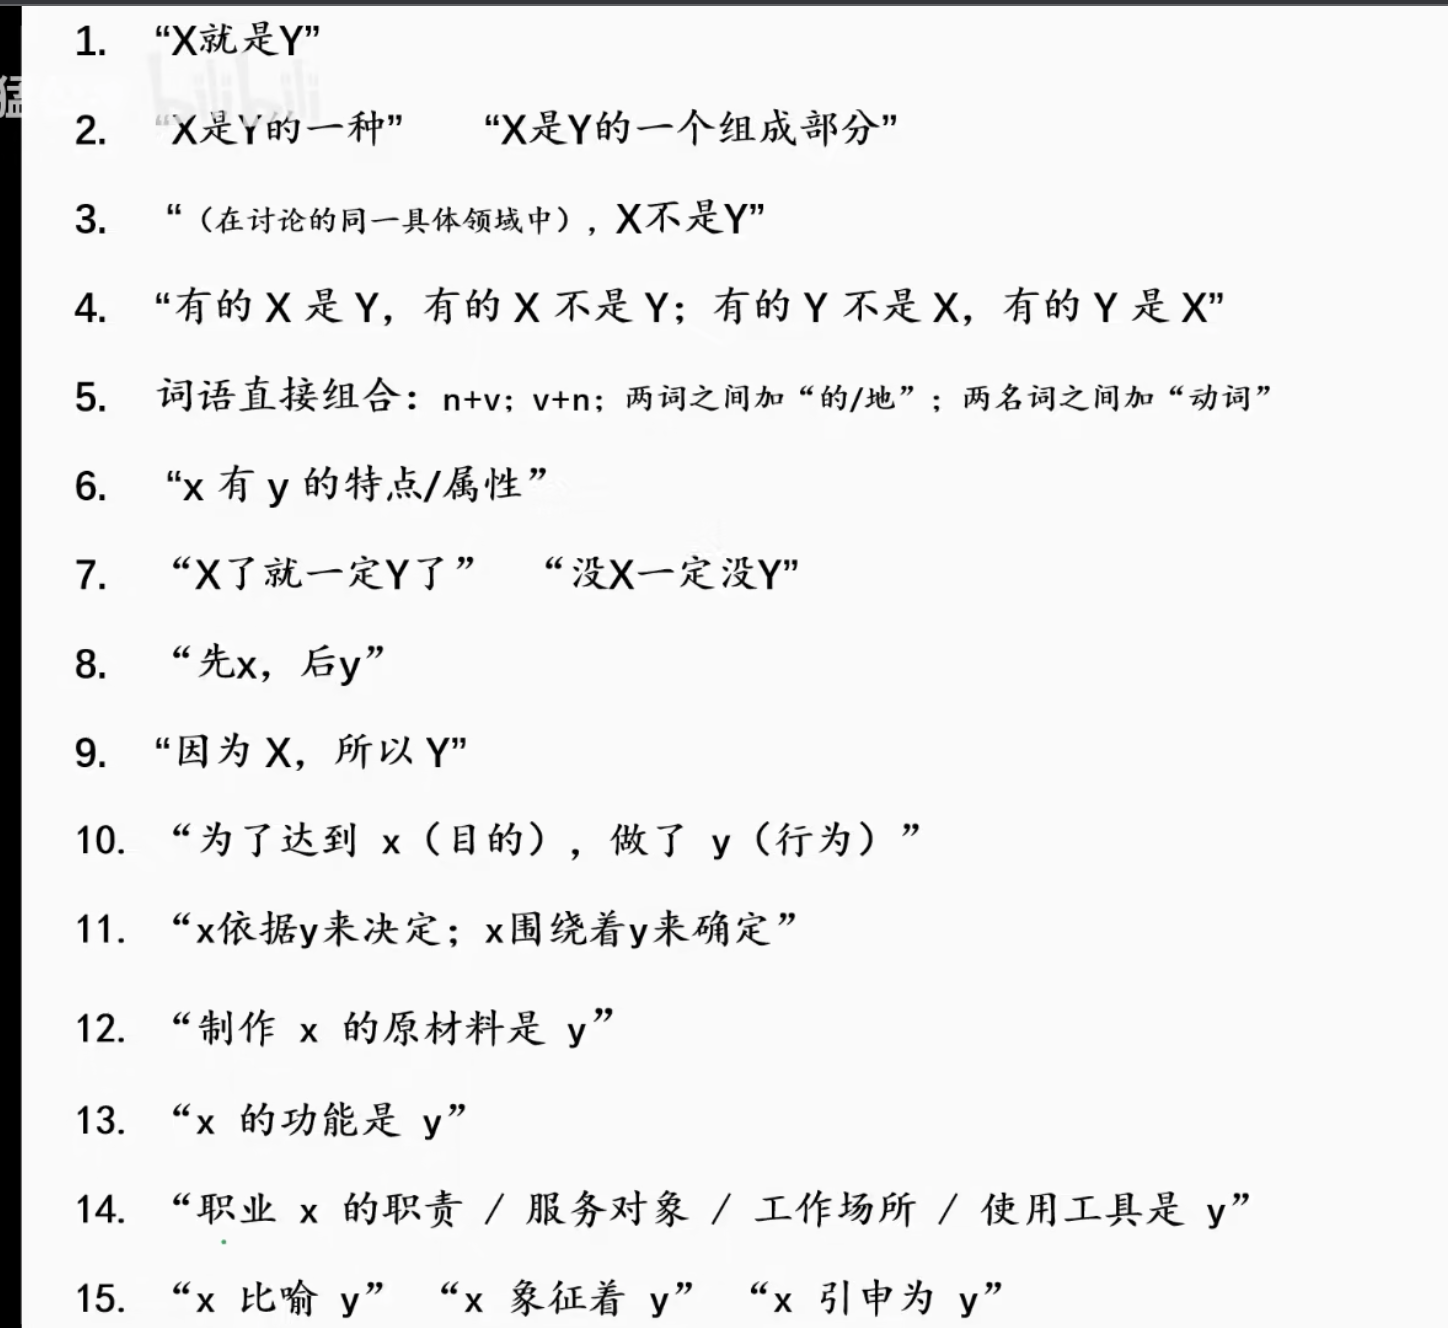 1. “X就是Y”
猛
bilibili
2. “X是Y的一种” “X是Y的一个组成部分”
3. “（在讨论的同一具体领域中），X不是Y”
4. “有的 X 是 Y，有的 X 不是 Y；有的 Y 不是 X，有的 Y 是 X”
5. 词语直接组合：n+v；v+n；两词之间加“的/地”；两名词之间加“动词”
6. “x 有 y 的特点/属性”
7. “X了就一定Y了” “没X一定没Y”
8. “先x，后y”
9. “因为 X，所以 Y”
10. “为了达到 x（目的），做了 y（行为）”
11. “x依据y来决定；x围绕着y来确定”
12. “制作 x 的原材料是 y”
13. “x 的功能是 y”
14. “职业 x 的职责 / 服务对象 / 工作场所 / 使用工具是 y”
15. “x 比喻 y” “x 象征着 y” “x 引申为 y”